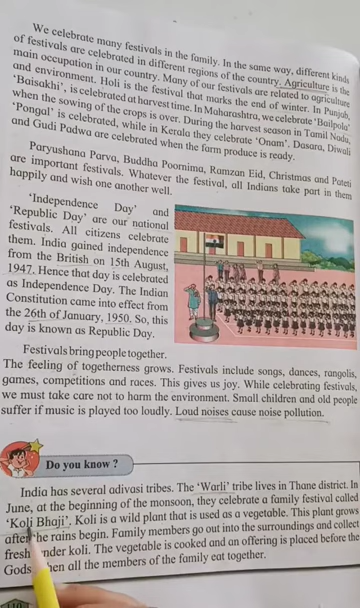 We celebrate many festivals in the family. In the same way, different kinds
of festivals are celebrated in different regions of the country. Agriculture is the
main occupation in our country. Many of our festivals are related to agriculture
and environment. Holi is the festival that marks the end of winter. In Punjab,
'Baisakhi', is celebrated at harvest time. In Maharashtra, we celebrate 'Bailpola'
when the sowing of the crops is over. During the harvest season in Tamil Nadu,
'Pongal' is celebrated, while in Kerala they celebrate 'Onam'. Dasara, Diwali
and Gudi Padwa are celebrated when the farm produce is ready.
Paryushana Parva, Buddha Poornima, Ramzan Eid, Christmas and Pateti
are important festivals. Whatever the festival, all Indians take part in them
happily and wish one another well.
'Independence Day' and
'Republic Day' are our national
festivals. All citizens celebrate
them. India gained independence
from the British on 15th August,
1947. Hence that day is celebrated
as Independence Day. The Indian
Constitution came into effect from
the 26th of January, 1950. So, this
day is known as Republic Day.
Festivals bring people together.
The feeling of togetherness grows. Festivals include songs, dances, rangolis,
games, competitions and races. This gives us joy. While celebrating festivals,
we must take care not to harm the environment. Small children and old people
suffer if music is played too loudly. Loud noises cause noise pollution.
Do you know ?
India has several adivasi tribes. The 'Warli' tribe lives in Thane district. In
June, at the beginning of the monsoon, they celebrate a family festival called
'Koli Bhaji'. Koli is a wild plant that is used as a vegetable. This plant grows
after he rains begin. Family members go out into the surroundings and collect
fresh nder koli. The vegetable is cooked and an offering is placed before the
Gods hen all the members of the family eat together.